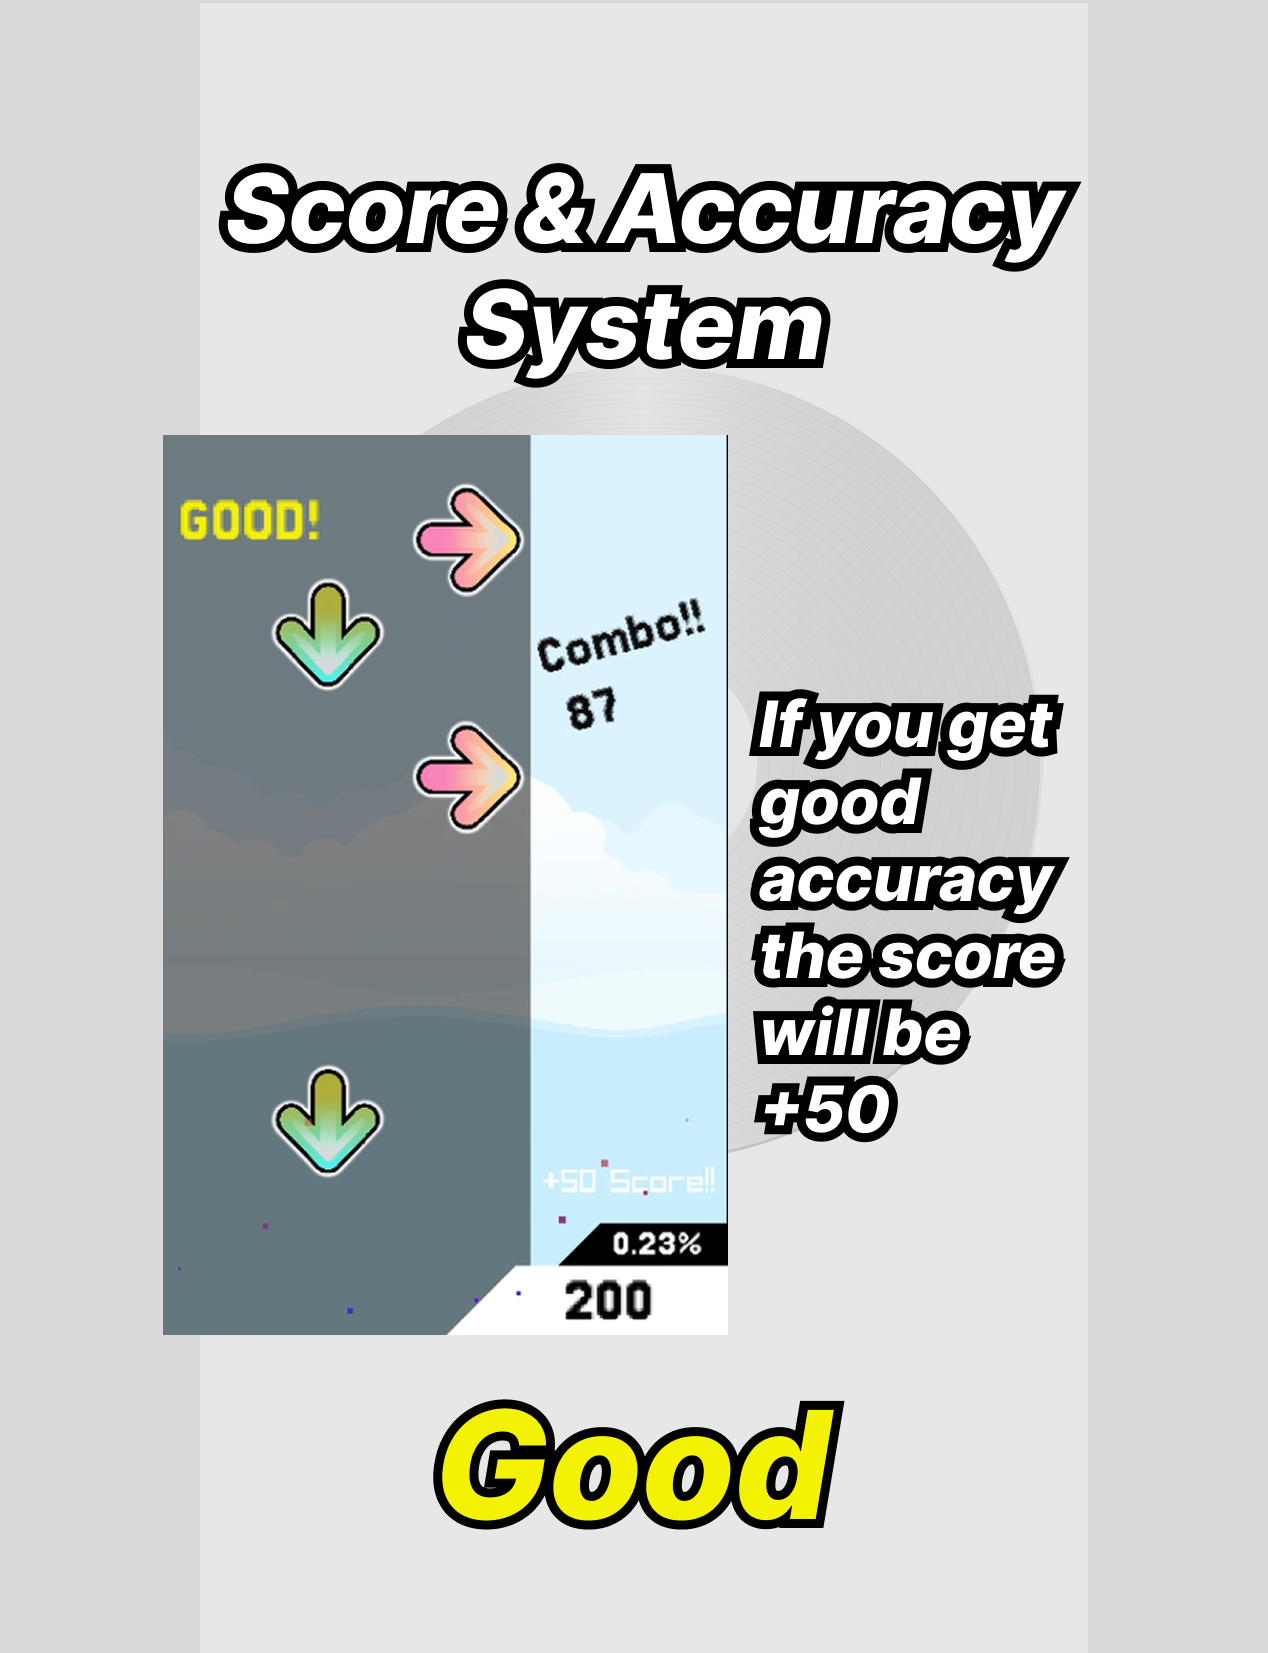 Score & Accuracy
System
GOOD!
Combo!!
87
If you get
good
accuracy
the score
will be
+50
+50 Score!!
0.23%
200
Good